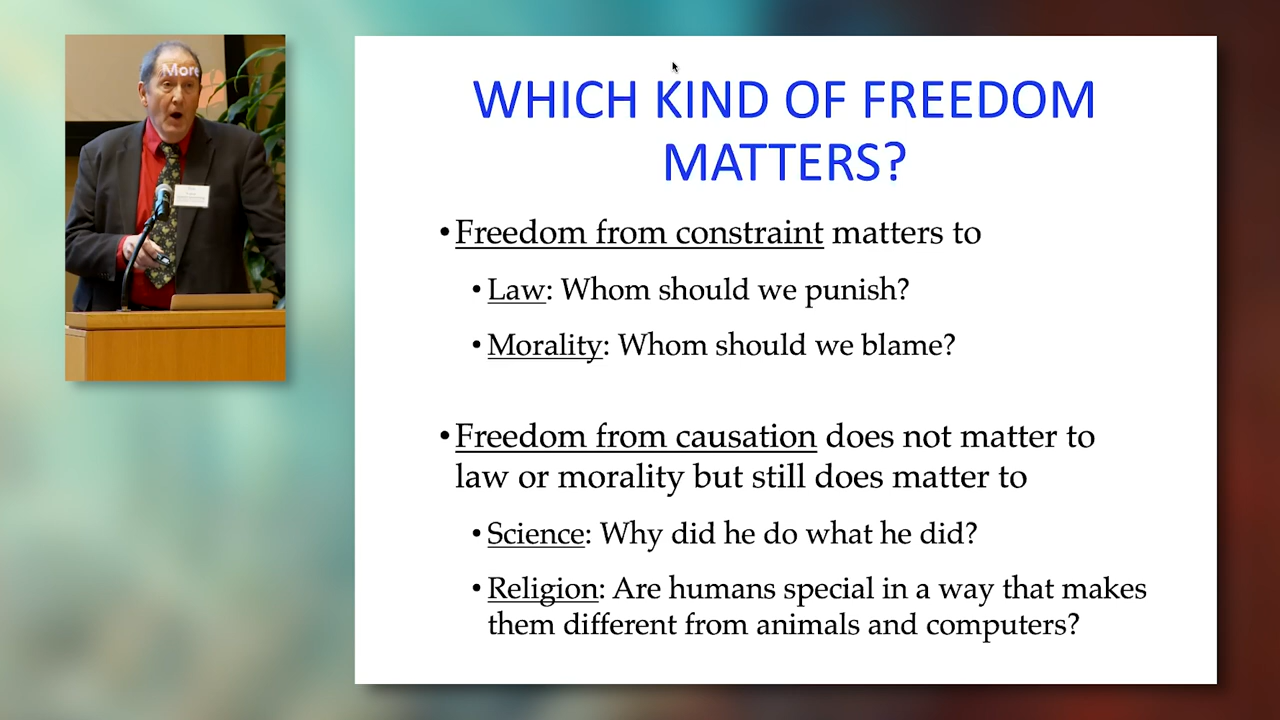 More
WHICH KIND OF FREEDOM
MATTERS?
•Freedom from constraint matters to
•Law: Whom should we punish?
•Morality: Whom should we blame?
•Freedom from causation does not matter to
law or morality but still does matter to
•Science: Why did he do what he did?
•Religion: Are humans special in a way that makes
them different from animals and computers?